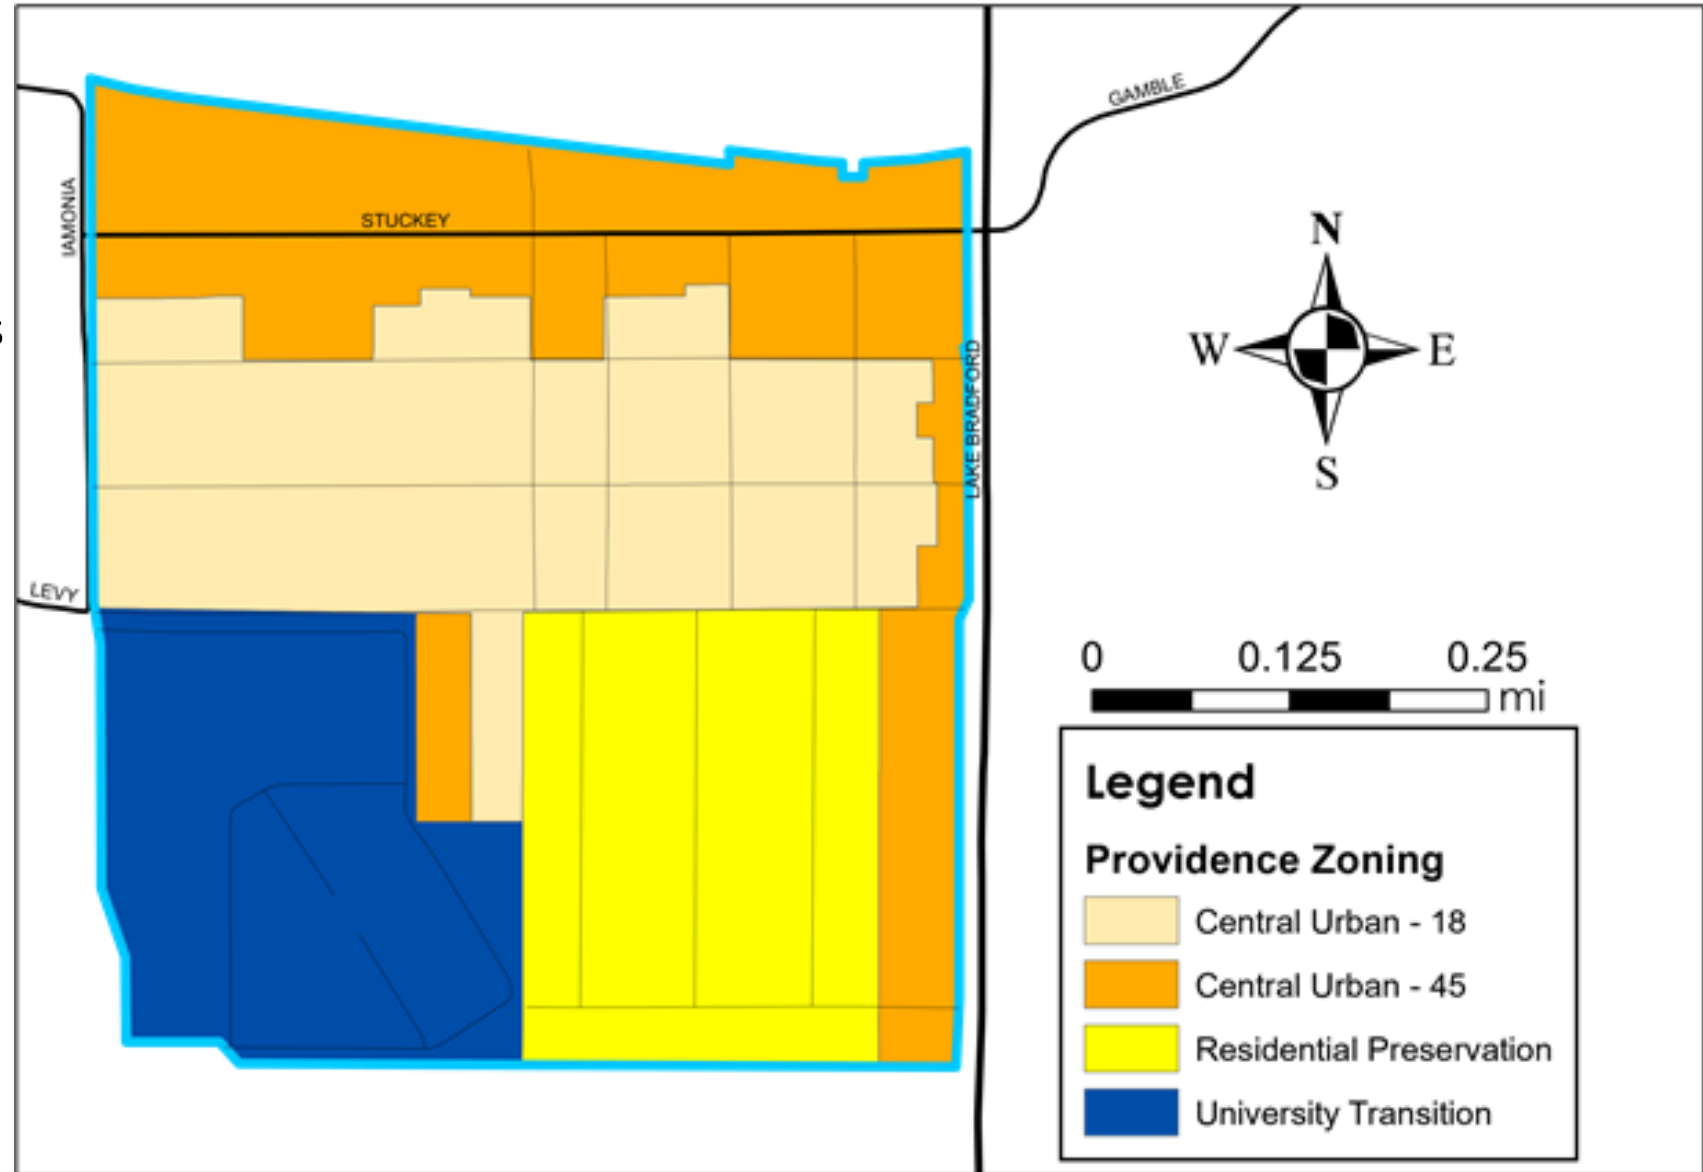 GAMBLE
IAMONIA
STUCKEY
N
W
E
S
LAKE BRADFORD
LEVY
0 0.125 0.25
mi
Legend
Providence Zoning
Central Urban - 18
Central Urban - 45
Residential Preservation
University Transition